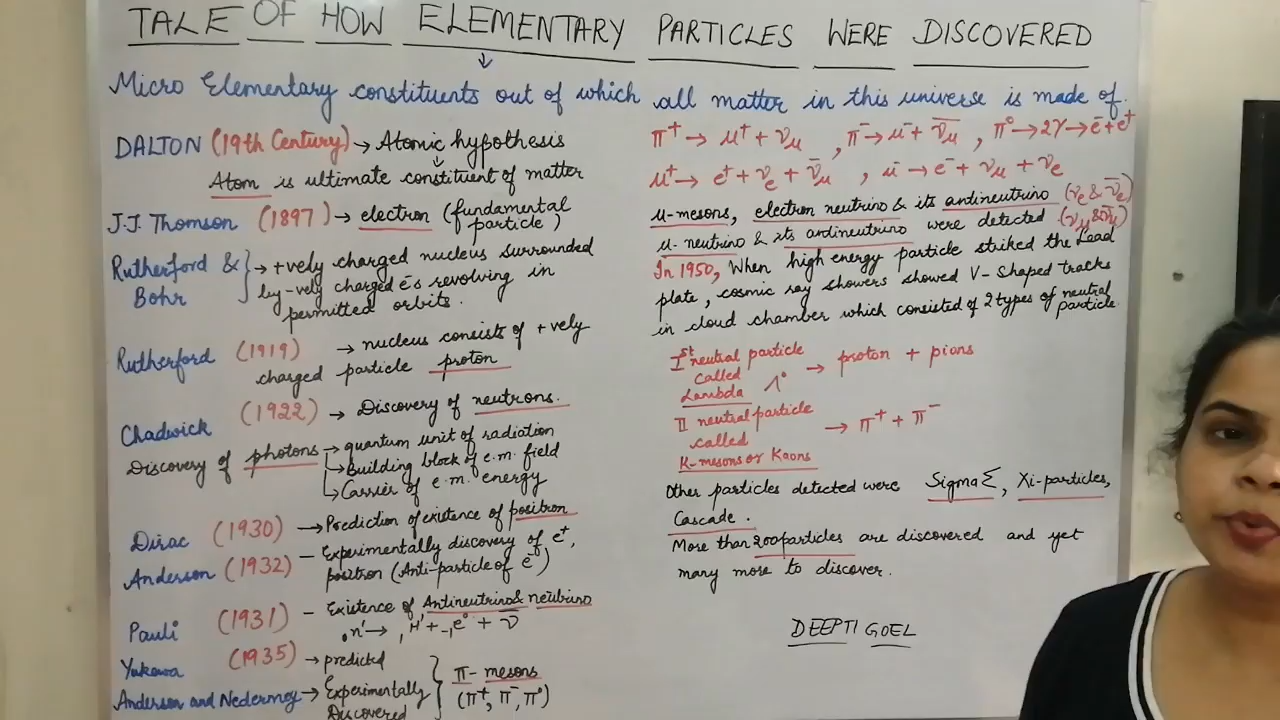 TALE OF HOW ELEMENTARY PARTICLES WERE DISCOVERED
↓
Micro Elementary constituents out of which all matter in this universe is made of.
DALTON (19th Century) → Atomic hypothesis
↓
Atom is ultimate constituent of matter
J.J. Thomson (1897) → electron (fundamental particle)
Rutherford & Bohr } → +vely charged nucleus surrounded
by -vely charged e⁻s revolving in
permitted orbits.
Rutherford (1919) → nucleus consists of +vely
charged particle proton
Chadwick (1922) → Discovery of neutrons.
Discovery of photons → quantum unit of radiation
→ Building block of e.m. field
→ Carrier of e.m. energy
Dirac (1930) → Prediction of existence of positron
Anderson (1932) – Experimentally discovery of e⁺,
positron (Anti-particle of e⁻)
Pauli (1931) – Existence of Antineutrino & neutrino
₀n¹ → ₁H¹ + ₋₁e⁰ + ν̅
Yukawa (1935) → predicted
Anderson and Nedermey → Experimentally Discovered } π- mesons
(π⁺, π⁻, π⁰)
π⁺ → μ⁺ + νμ , π⁻ → μ⁻ + ν̅μ , π⁰ → 2γ → e⁻ + e⁺
μ⁺ → e⁺ + νe + ν̅μ , μ⁻ → e⁻ + νμ + νe
μ-mesons, electron neutrino & its antineutrino (νe & ν̅e)
μ-neutrino & its antineutrino were detected (νμ & ν̅μ)
In 1950, When high energy particle striked the Lead
plate, cosmic ray showers showed V- Shaped tracks
in cloud chamber which consisted of 2 types of neutral
particle
Ist neutral particle
called
Lambda Λ⁰ → proton + pions
II neutral particle
called
K-mesons or Kaons → π⁺ + π⁻
Other particles detected were Sigma Σ, Xi-particles,
Cascade.
More than 200 particles are discovered and yet
many more to discover.
DEEPTI GOEL